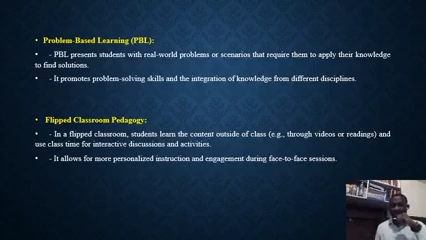 • Problem-Based Learning (PBL):
• - PBL presents students with real-world problems or scenarios that require them to apply their knowledge
to find solutions.
• - It promotes problem-solving skills and the integration of knowledge from different disciplines.
• Flipped Classroom Pedagogy:
• - In a flipped classroom, students learn the content outside of class (e.g., through videos or readings) and
use class time for interactive discussions and activities.
• - It allows for more personalized instruction and engagement during face-to-face sessions.